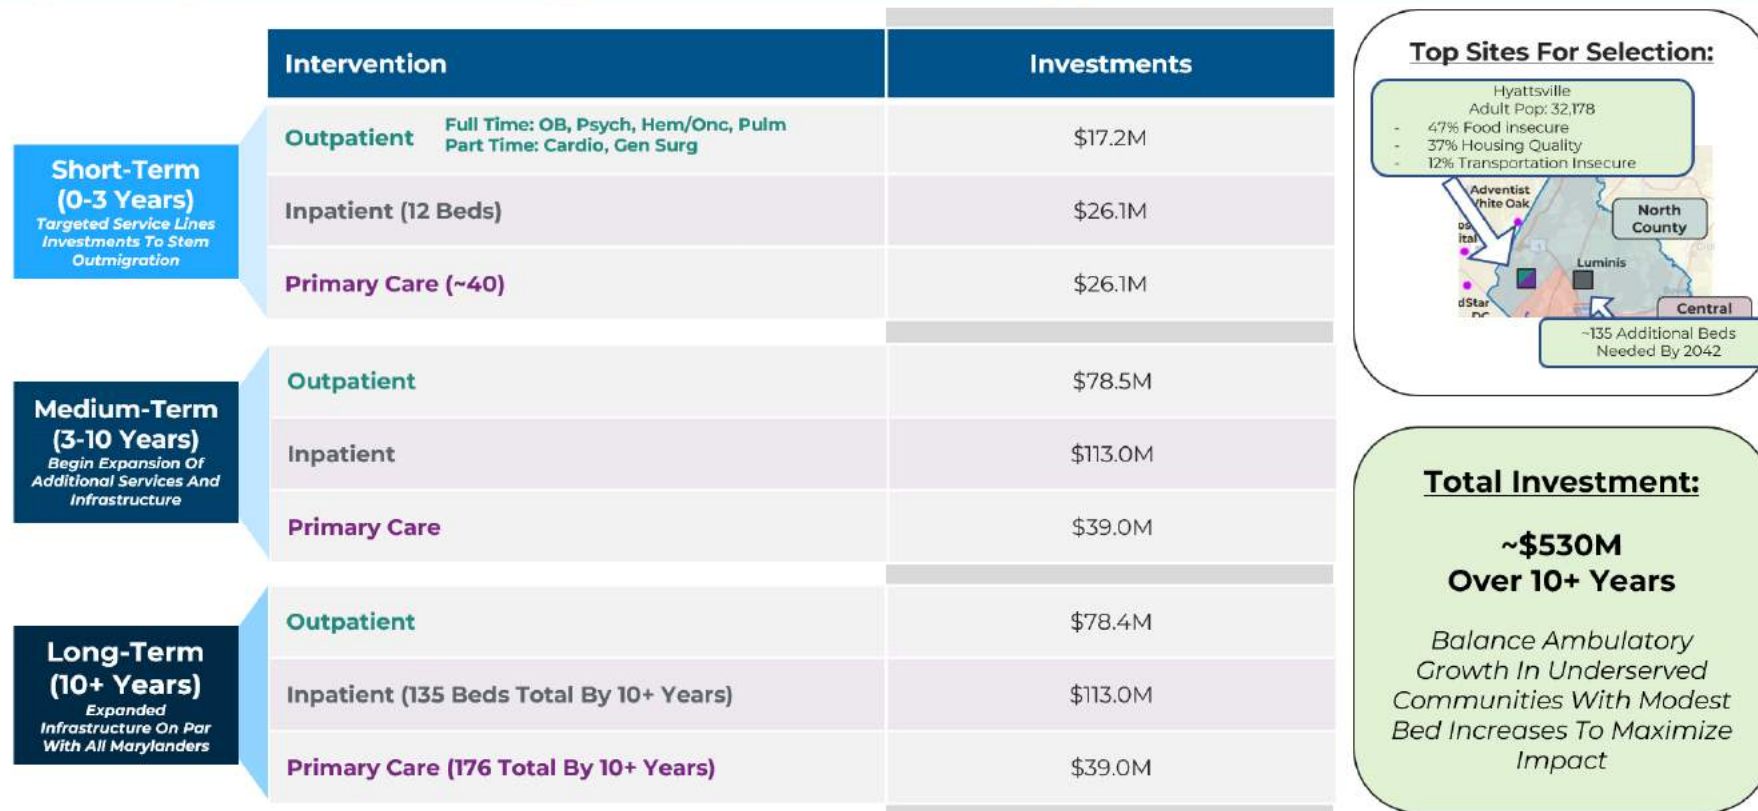 Intervention
Investments
Short-Term
(0-3 Years)
Targeted Service Lines
Investments To Stem
Outmigration
Outpatient
Full Time: OB, Psych, Hem/Onc, Pulm
Part Time: Cardio, Gen Surg
$17.2M
Inpatient (12 Beds)
$26.1M
Primary Care (~40)
$26.1M
Medium-Term
(3-10 Years)
Begin Expansion Of
Additional Services And
Infrastructure
Outpatient
$78.5M
Inpatient
$113.0M
Primary Care
$39.0M
Long-Term
(10+ Years)
Expanded
Infrastructure On Par
With All Marylanders
Outpatient
$78.4M
Inpatient (135 Beds Total By 10+ Years)
$113.0M
Primary Care (176 Total By 10+ Years)
$39.0M
Top Sites For Selection:
Hyattsville
Adult Pop: 32,178
- 47% Food insecure
- 37% Housing Quality
- 12% Transportation Insecure
Adventist
White Oak
ital
North
County
Luminis
dStar
DC
Central
~135 Additional Beds
Needed By 2042
Total Investment:
~$530M
Over 10+ Years
Balance Ambulatory
Growth In Underserved
Communities With Modest
Bed Increases To Maximize
Impact